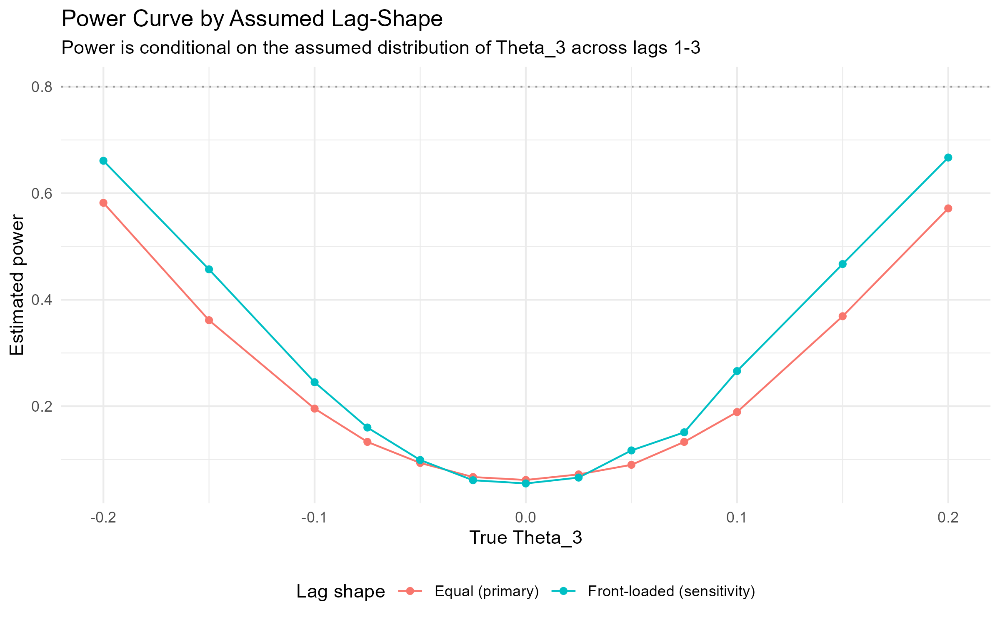 Power Curve by Assumed Lag-Shape
Power is conditional on the assumed distribution of Theta_3 across lags 1-3
Estimated power
0.8
0.6
0.4
0.2
-0.2 -0.1 0.0 0.1 0.2
True Theta_3
Lag shape Equal (primary) Front-loaded (sensitivity)